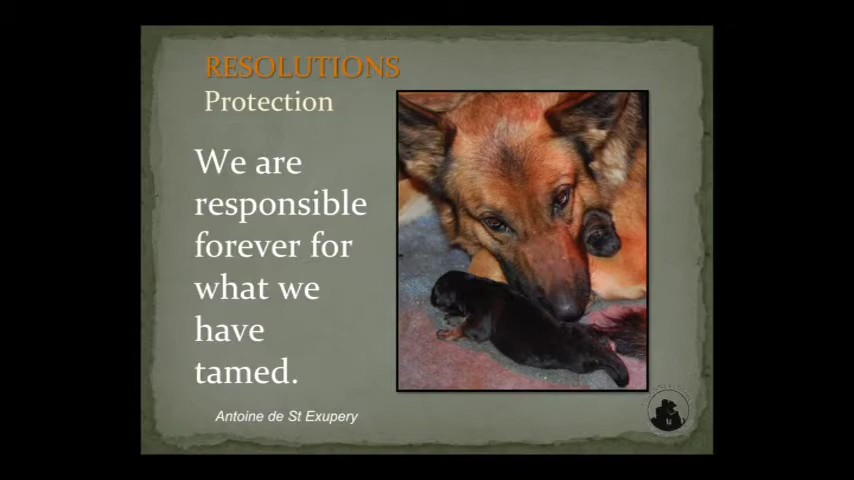 RESOLUTIONS
Protection
We are
responsible
forever for
what we
have
tamed.
Antoine de St Exupery